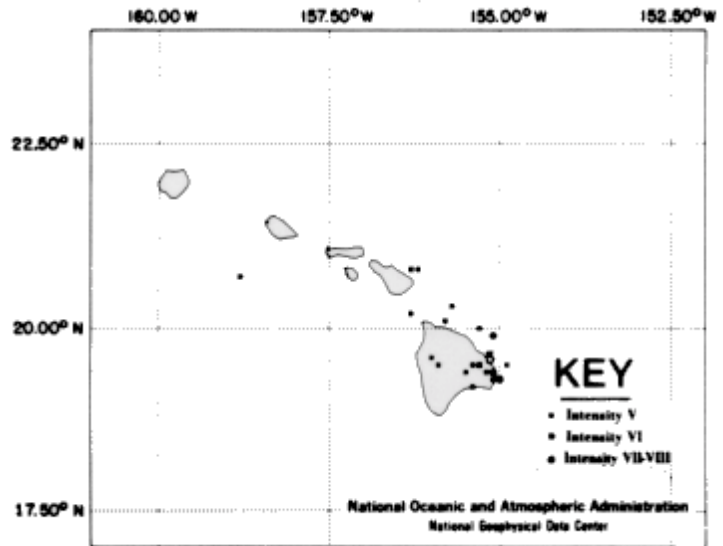 160.00°W 157.50°W 155.00°W 152.50°W
22.50° N
20.00° N
17.50° N
KEY
Intensity V
Intensity VI
Intensity VII-VIII
National Oceanic and Atmospheric Administration
National Geophysical Data Center